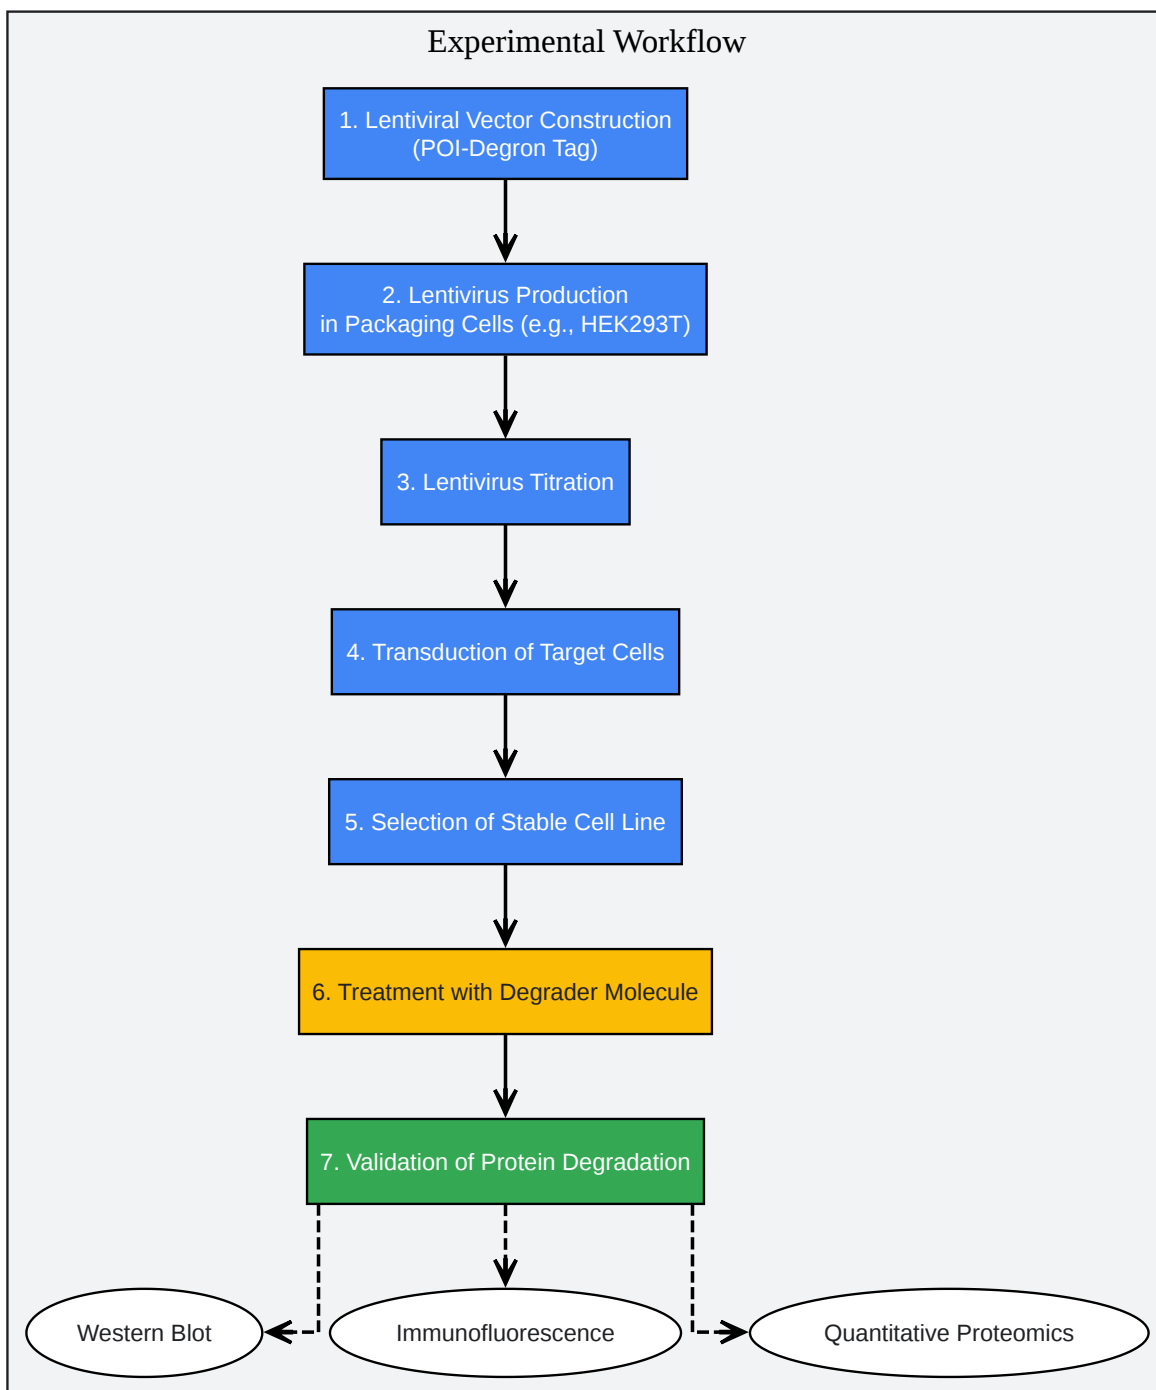 Experimental Workflow
1. Lentiviral Vector Construction
(POI-Degron Tag)
2. Lentivirus Production
in Packaging Cells (e.g., HEK293T)
3. Lentivirus Titration
4. Transduction of Target Cells
5. Selection of Stable Cell Line
6. Treatment with Degrader Molecule
7. Validation of Protein Degradation
Western Blot
Immunofluorescence
Quantitative Proteomics